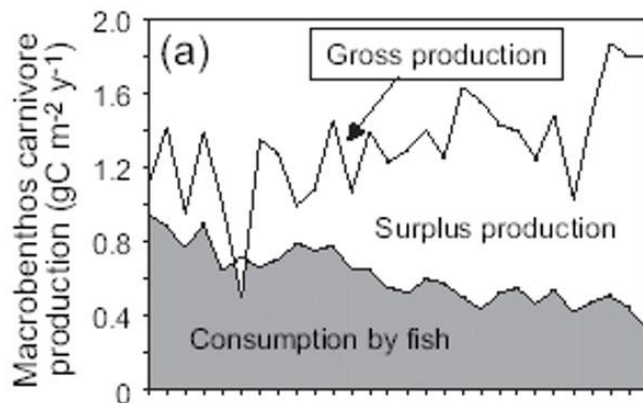 2.0
(a)
Gross production
1.6
1.2
Surplus production
0.8
0.4
Consumption by fish
0
Macrobenthos carnivore
production (gC m-2 y-1)